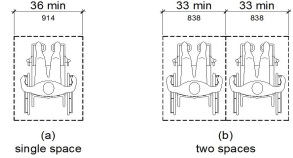 36 min
914
33 min
838
33 min
838
(a)
single space
(b)
two spaces